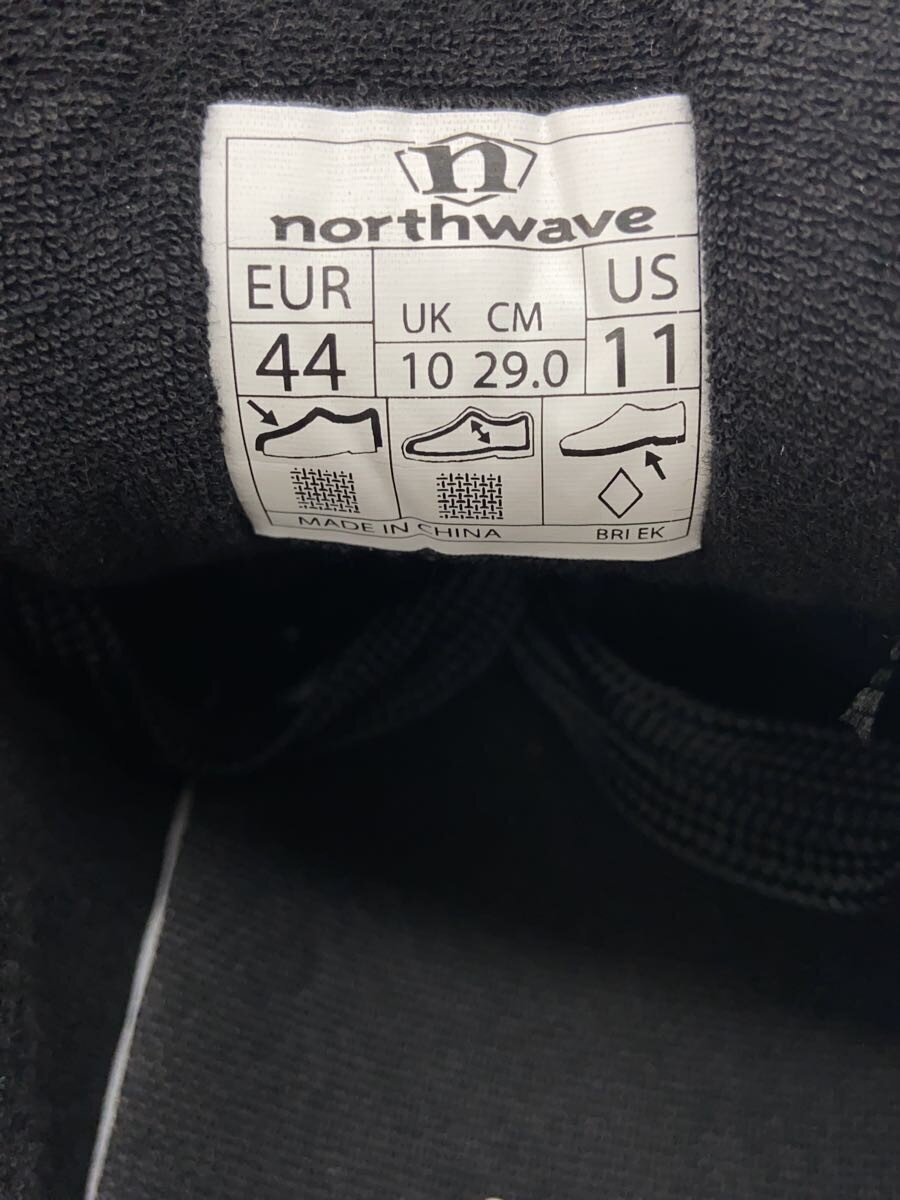 n
northwave
EUR UK CM US
44 10 29.0 11
MADE IN CHINA BRI EK